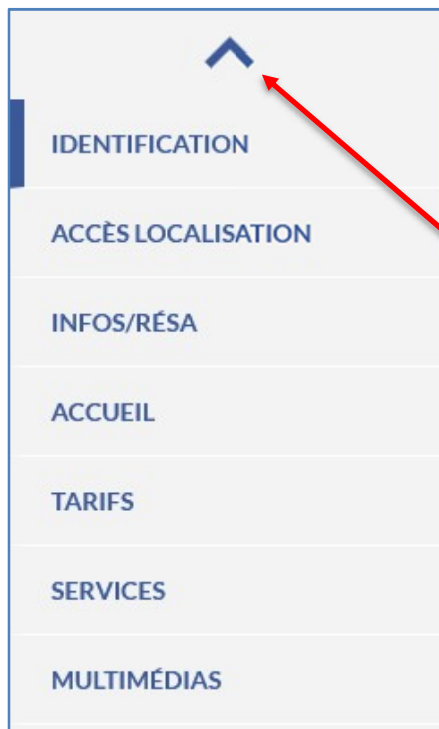 IDENTIFICATION
ACCÈS LOCALISATION
INFOS/RÉSA
ACCUEIL
TARIFS
SERVICES
MULTIMÉDIAS